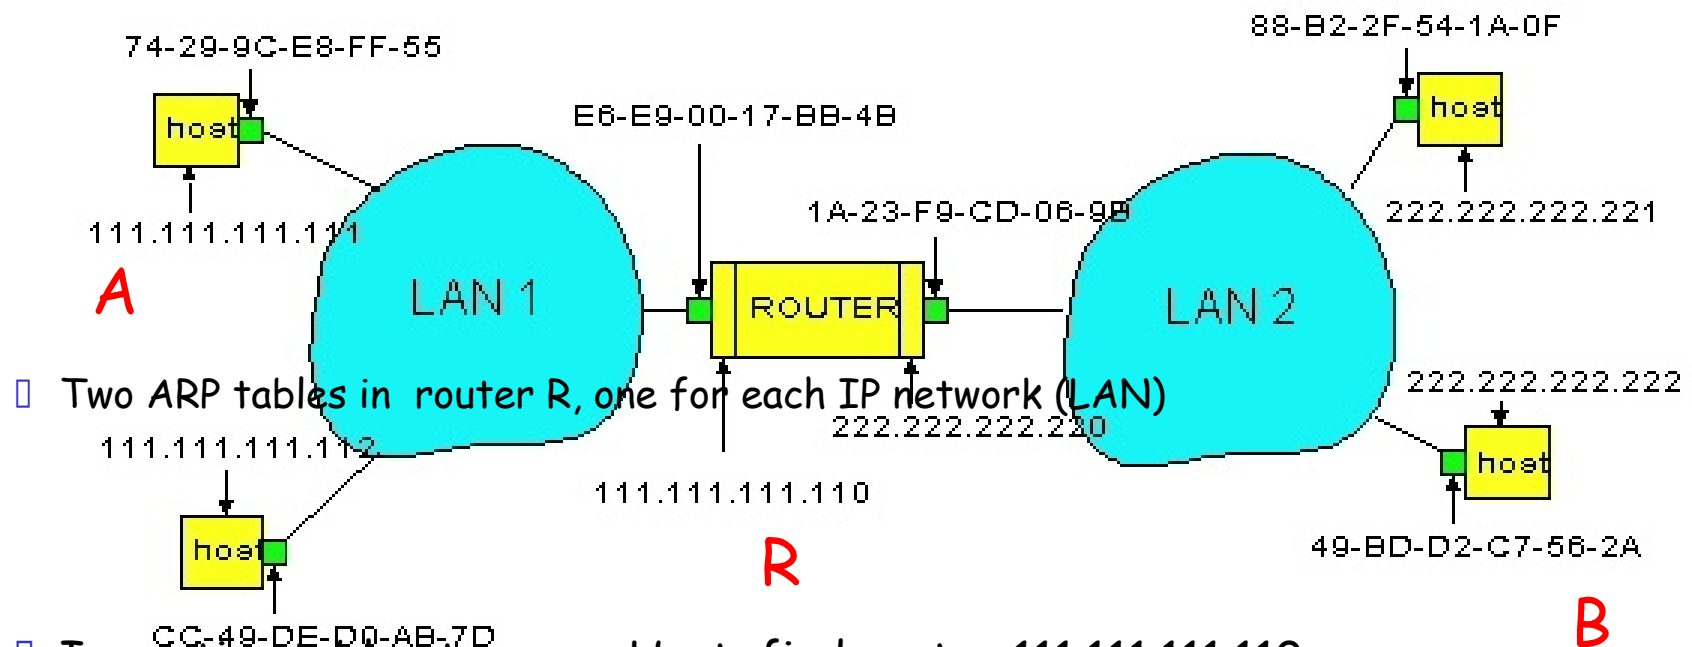 88-B2-2F-54-1A-0F
74-29-9C-E8-FF-55
E6-E9-00-17-BB-4B
host
host
1A-23-F9-CD-06-9B
222.222.222.221
111.111.111.111
A
LAN 1
ROUTER
LAN 2
222.222.222.222
Two ARP tables in router R, one for each IP network (LAN)
222.222.222.220
111.111.111.112
host
111.111.111.110
host
49-BD-D2-C7-56-2A
R
B
CC-49-DE-D0-AB-7D
111.111.111.110